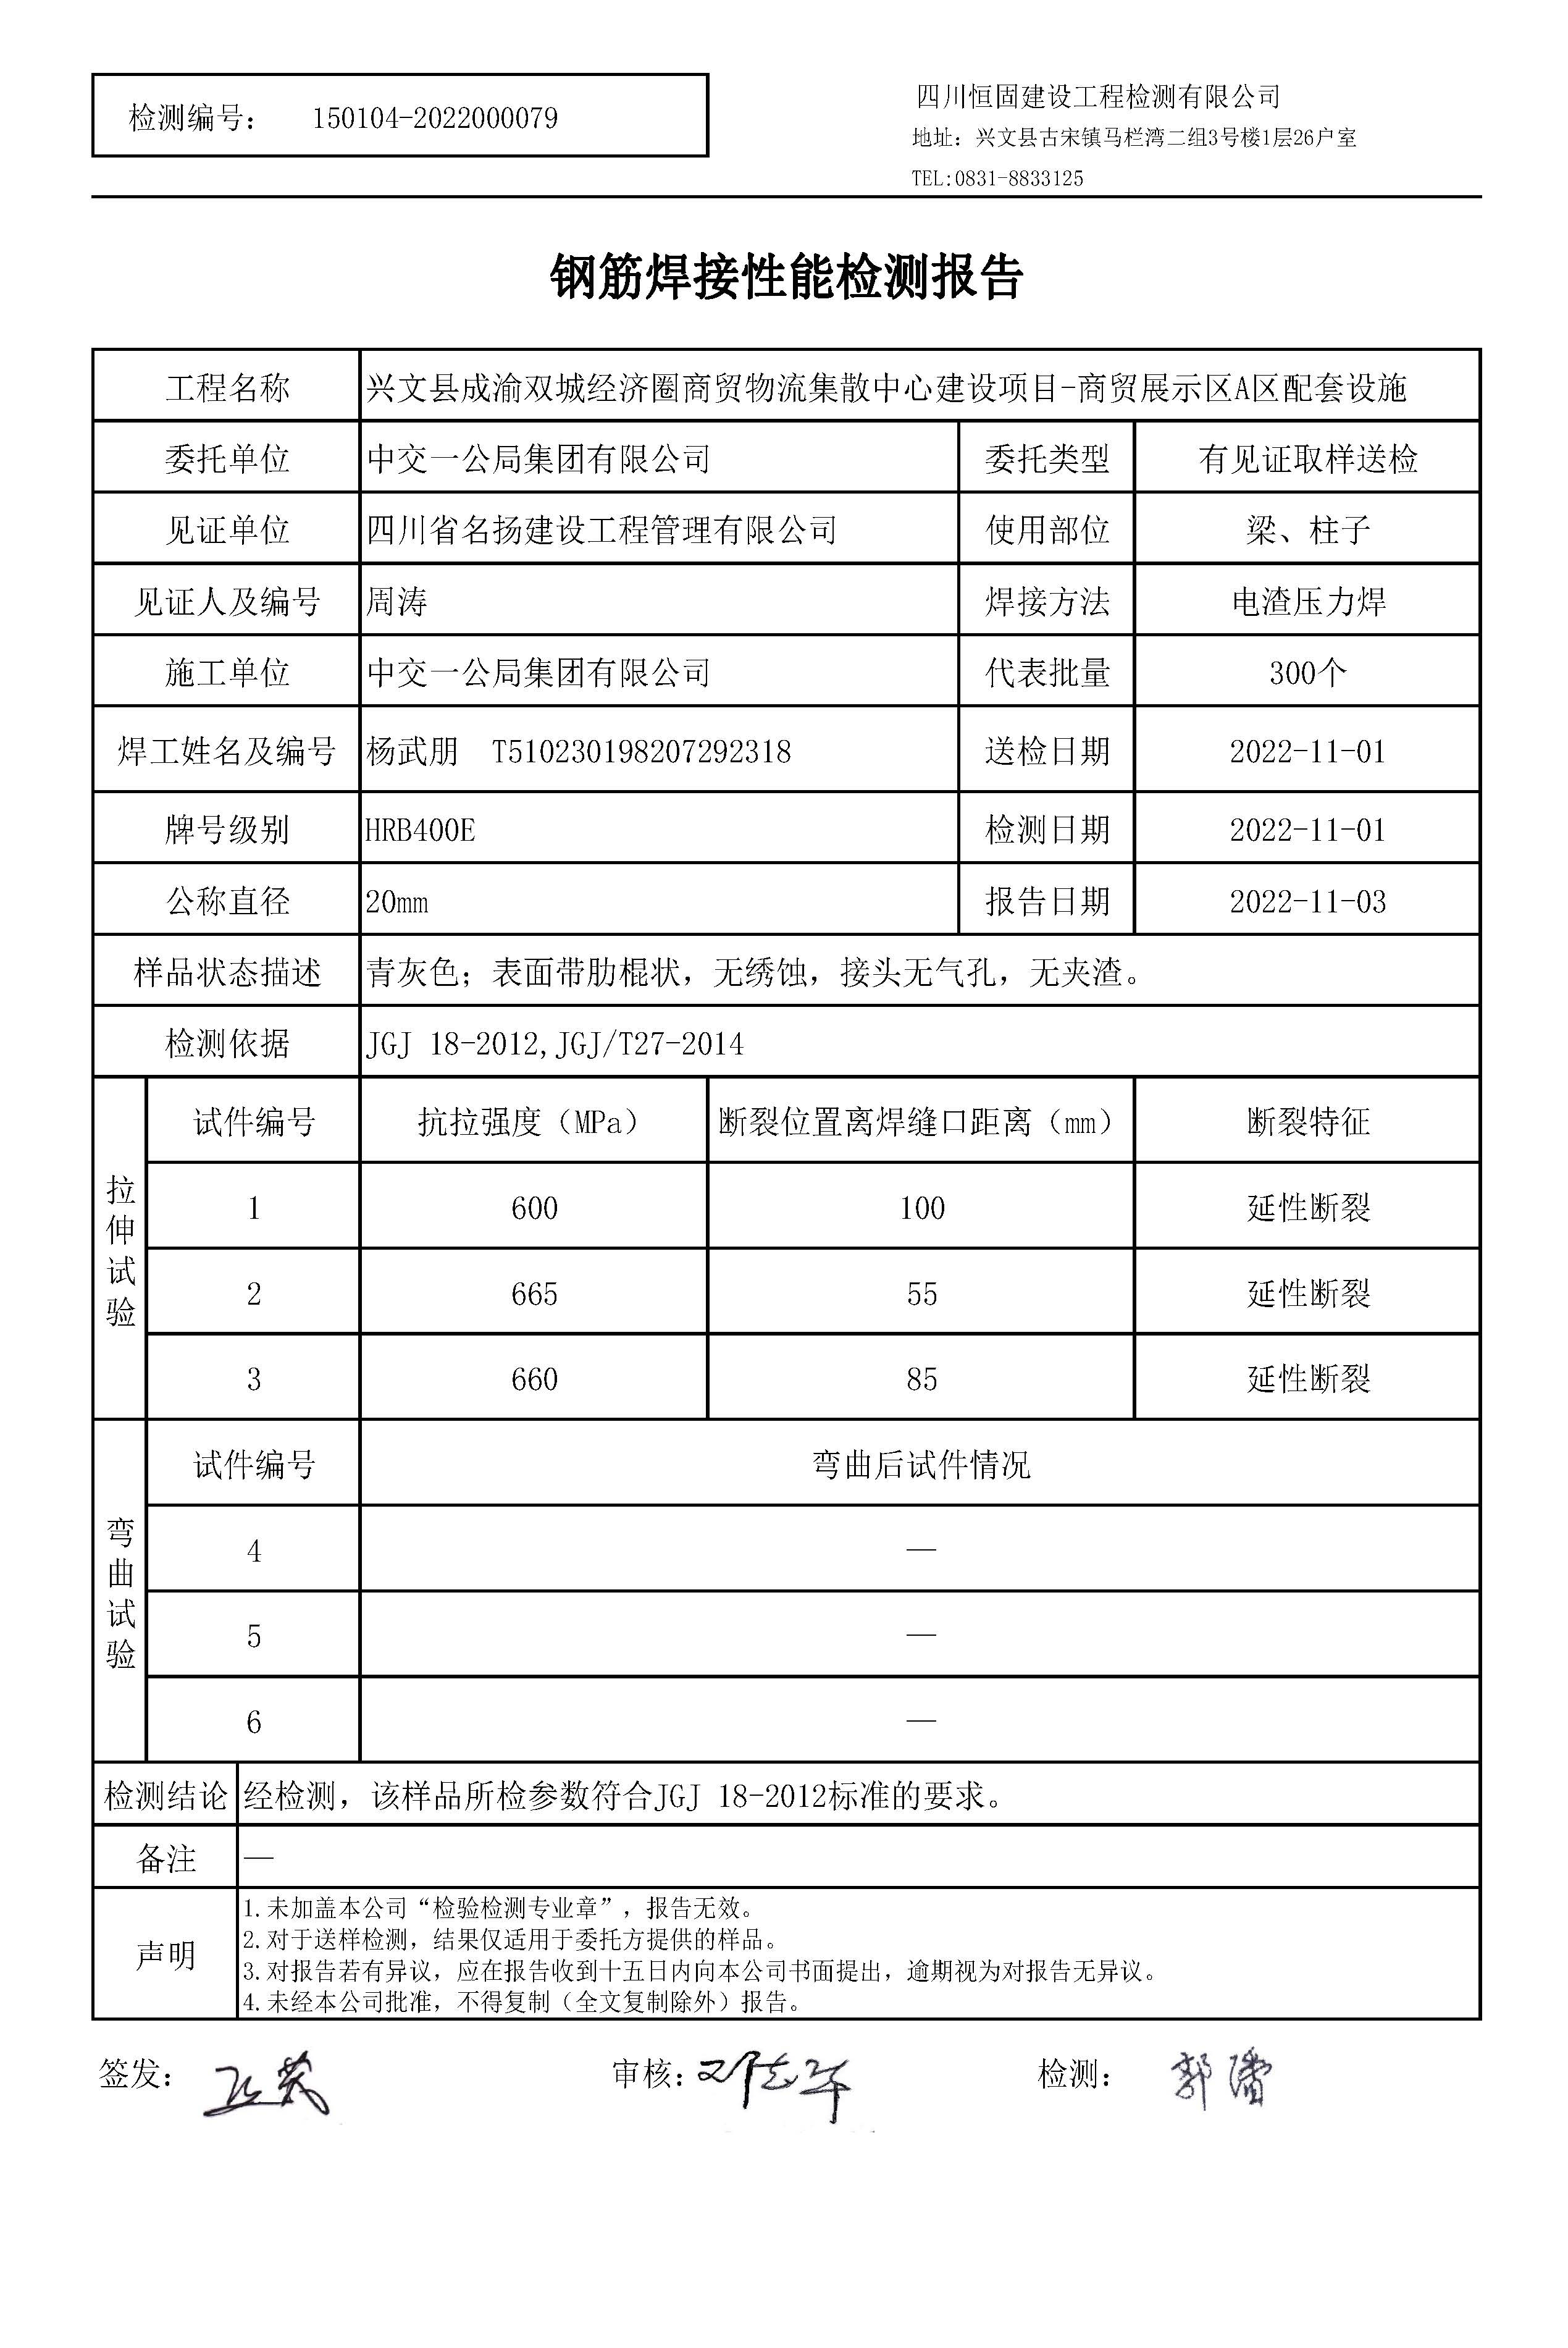 检测编号： 150104-2022000079
四川恒固建设工程检测有限公司
地址：兴文县古宋镇马栏湾二组3号楼1层26户室
TEL:0831-8833125
钢筋焊接性能检测报告
工程名称 兴文县成渝双城经济圈商贸物流集散中心建设项目-商贸展示区A区配套设施
委托单位 中交一公局集团有限公司 委托类型 有见证取样送检
见证单位 四川省名扬建设工程管理有限公司 使用部位 梁、柱子
见证人及编号 周涛 焊接方法 电渣压力焊
施工单位 中交一公局集团有限公司 代表批量 300个
焊工姓名及编号 杨武朋 T510230198207292318 送检日期 2022-11-01
牌号级别 HRB400E 检测日期 2022-11-01
公称直径 20mm 报告日期 2022-11-03
样品状态描述 青灰色；表面带肋棍状，无绣蚀，接头无气孔，无夹渣。
检测依据 JGJ 18-2012,JGJ/T27-2014
拉伸试验
试件编号 抗拉强度（MPa） 断裂位置离焊缝口距离（mm） 断裂特征
1 600 100 延性断裂
2 665 55 延性断裂
3 660 85 延性断裂
弯曲试验
试件编号 弯曲后试件情况
4 —
5 —
6 —
检测结论 经检测，该样品所检参数符合JGJ 18-2012标准的要求。
备注 —
声明
1.未加盖本公司“检验检测专业章”，报告无效。
2.对于送样检测，结果仅适用于委托方提供的样品。
3.对报告若有异议，应在报告收到十五日内向本公司书面提出，逾期视为对报告无异议。
4.未经本公司批准，不得复制（全文复制除外）报告。
签发： 审核： 检测：